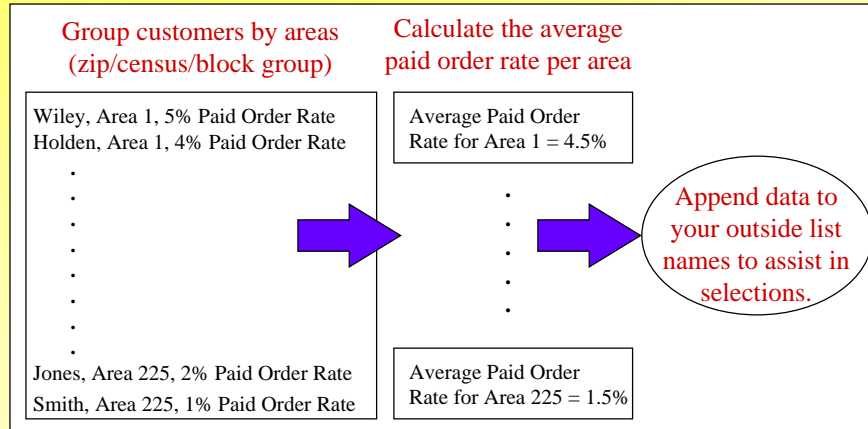 Group customers by areas
(zip/census/block group)
Calculate the average
paid order rate per area
Wiley, Area 1, 5% Paid Order Rate
Holden, Area 1, 4% Paid Order Rate
Jones, Area 225, 2% Paid Order Rate
Smith, Area 225, 1% Paid Order Rate
Average Paid Order
Rate for Area 1 = 4.5%
Average Paid Order
Rate for Area 225 = 1.5%
Append data to
your outside list
names to assist in
selections.